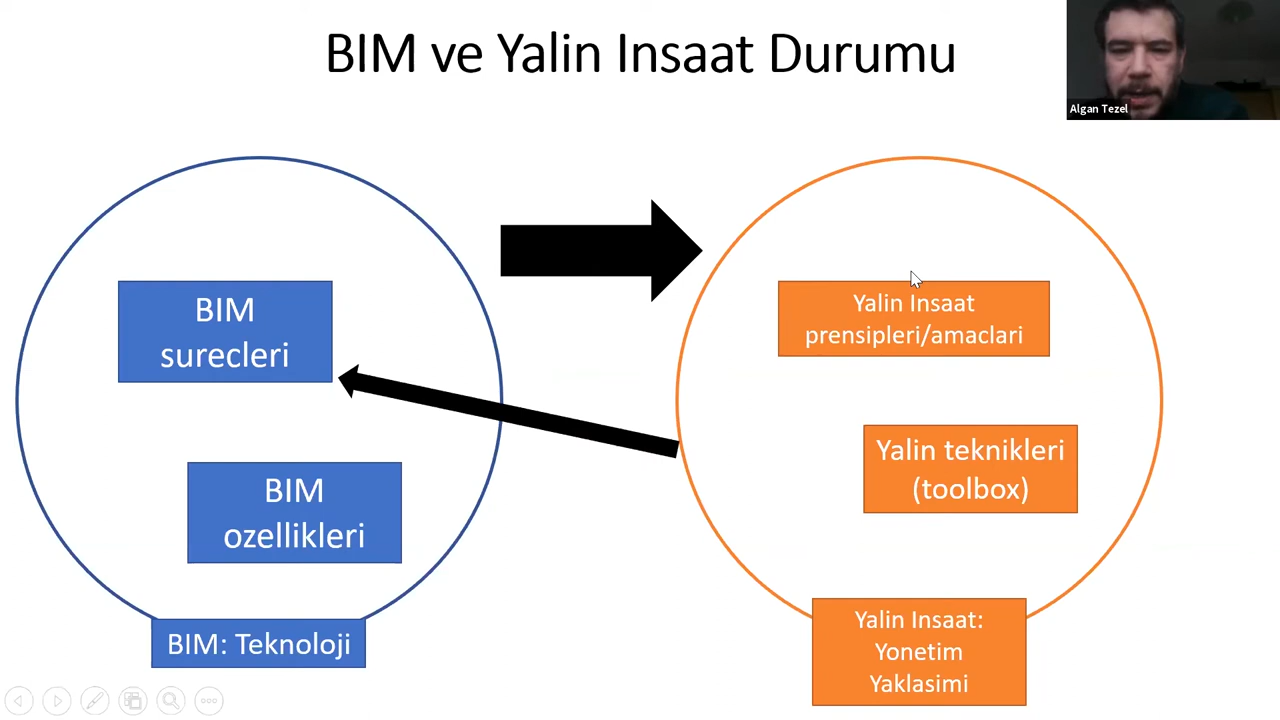 BIM ve Yalin Insaat Durumu
Algan Tezel
BIM
surecleri
BIM
ozellikleri
BIM: Teknoloji
Yalin Insaat
prensipleri/amaclari
Yalin teknikleri
(toolbox)
Yalin Insaat:
Yonetim
Yaklasimi